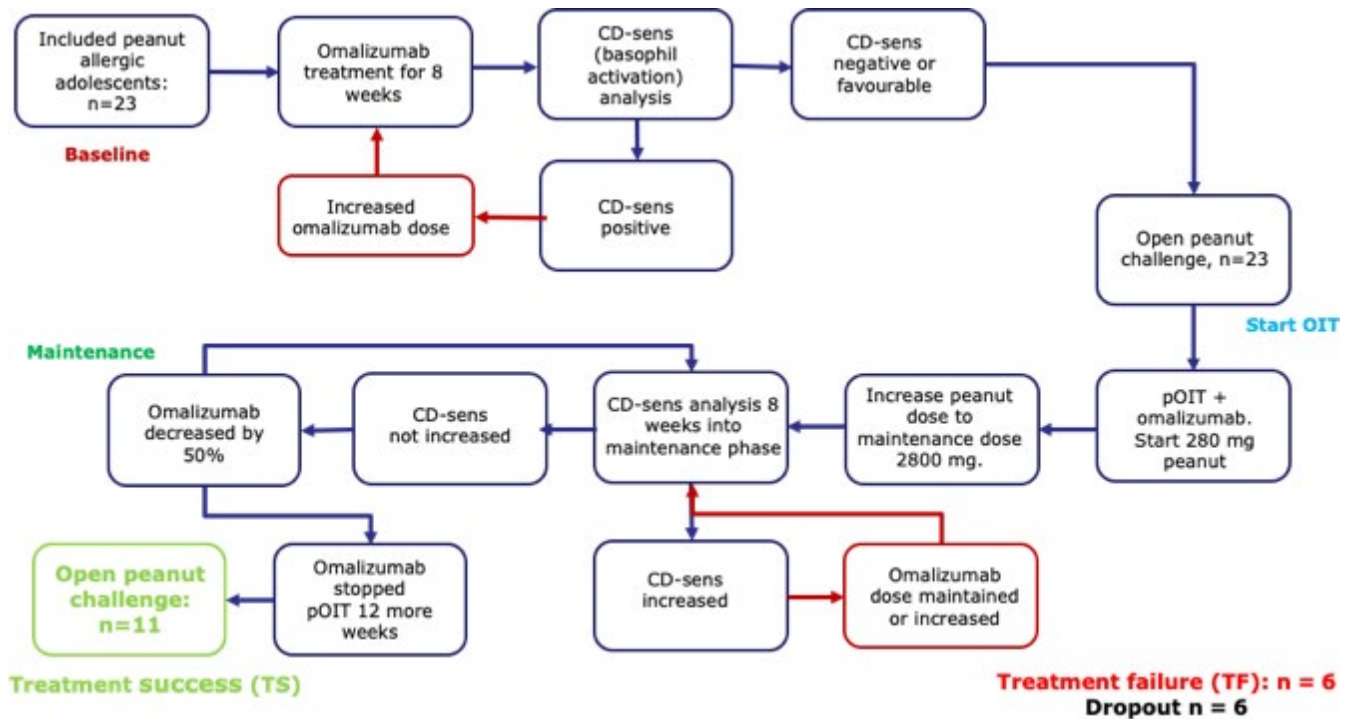 Included peanut
allergic
adolescents:
n=23
Omalizumab
treatment for 8
weeks
CD-sens
(basophil
activation)
analysis
CD-sens
negative or
favourable
Baseline
Increased
omalizumab dose
CD-sens
positive
Open peanut
challenge, n=23
Start OIT
Maintenance
Omalizumab
decreased by
50%
CD-sens
not increased
CD-sens analysis 8
weeks into
maintenance phase
Increase peanut
dose to
maintenance dose
2800 mg.
pOIT +
omalizumab.
Start 280 mg
peanut
Open peanut
challenge:
n=11
Omalizumab
stopped
pOIT 12 more
weeks
CD-sens
increased
Omalizumab
dose maintained
or increased
Treatment success (TS)
Treatment failure (TF): n = 6
Dropout n = 6